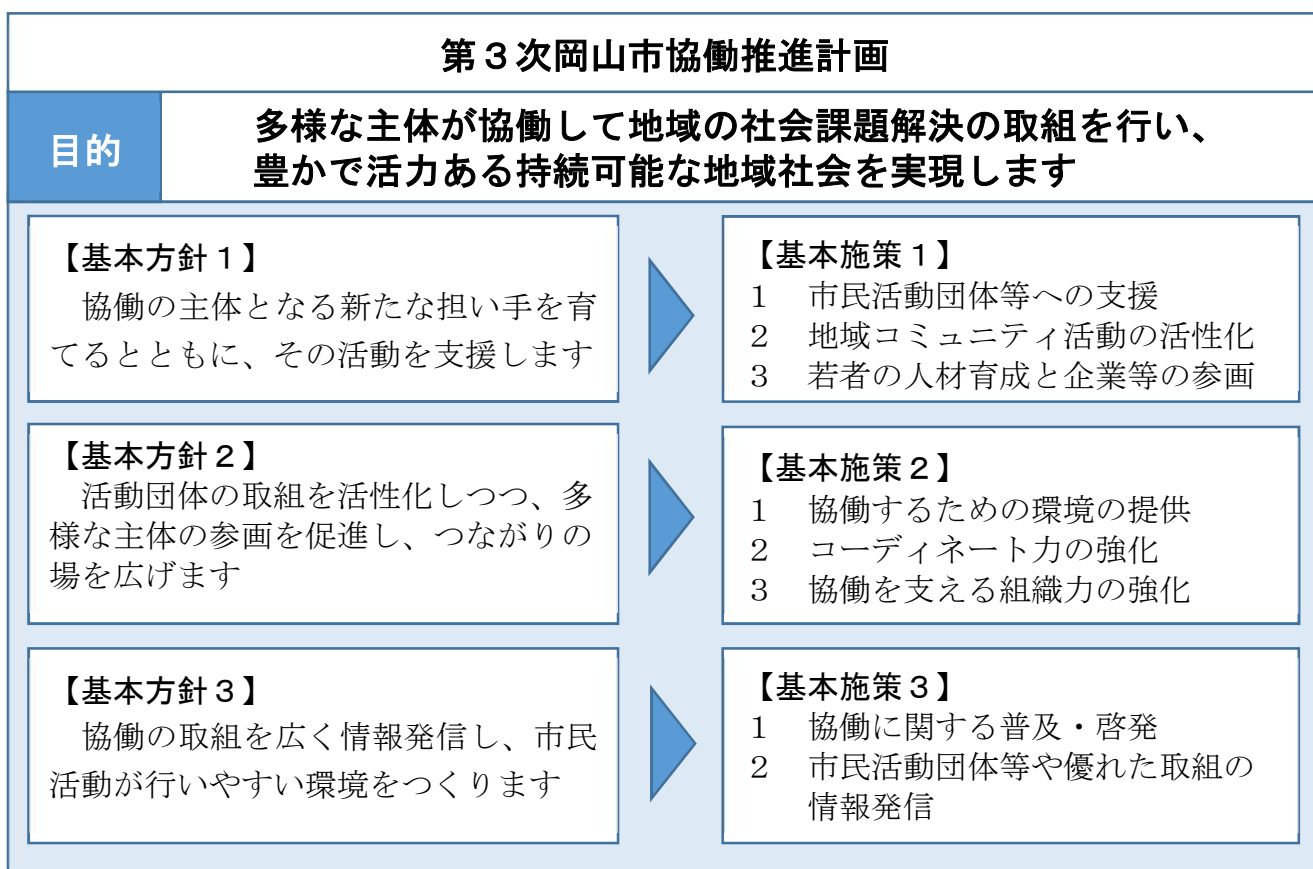 第３次岡山市協働推進計画
目的
多様な主体が協働して地域の社会課題解決の取組を行い、
豊かで活力ある持続可能な地域社会を実現します
【基本方針１】
協働の主体となる新たな担い手を育
てるとともに、その活動を支援します
【基本施策１】
１　市民活動団体等への支援
２　地域コミュニティ活動の活性化
３　若者の人材育成と企業等の参画
【基本方針２】
活動団体の取組を活性化しつつ、多
様な主体の参画を促進し、つながりの
場を広げます
【基本施策２】
１　協働するための環境の提供
２　コーディネート力の強化
３　協働を支える組織力の強化
【基本方針３】
協働の取組を広く情報発信し、市民
活動が行いやすい環境をつくります
【基本施策３】
１　協働に関する普及・啓発
２　市民活動団体等や優れた取組の
情報発信